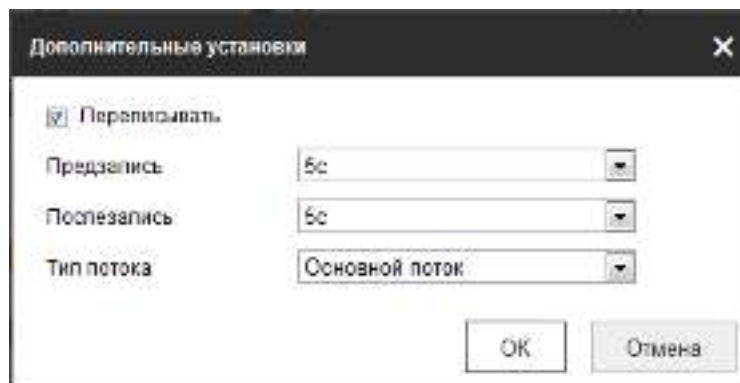 Дополнительные установки
Переписывать
Предзапись 5с
Послезапись 5с
Тип потока Основной поток
OK Отмена